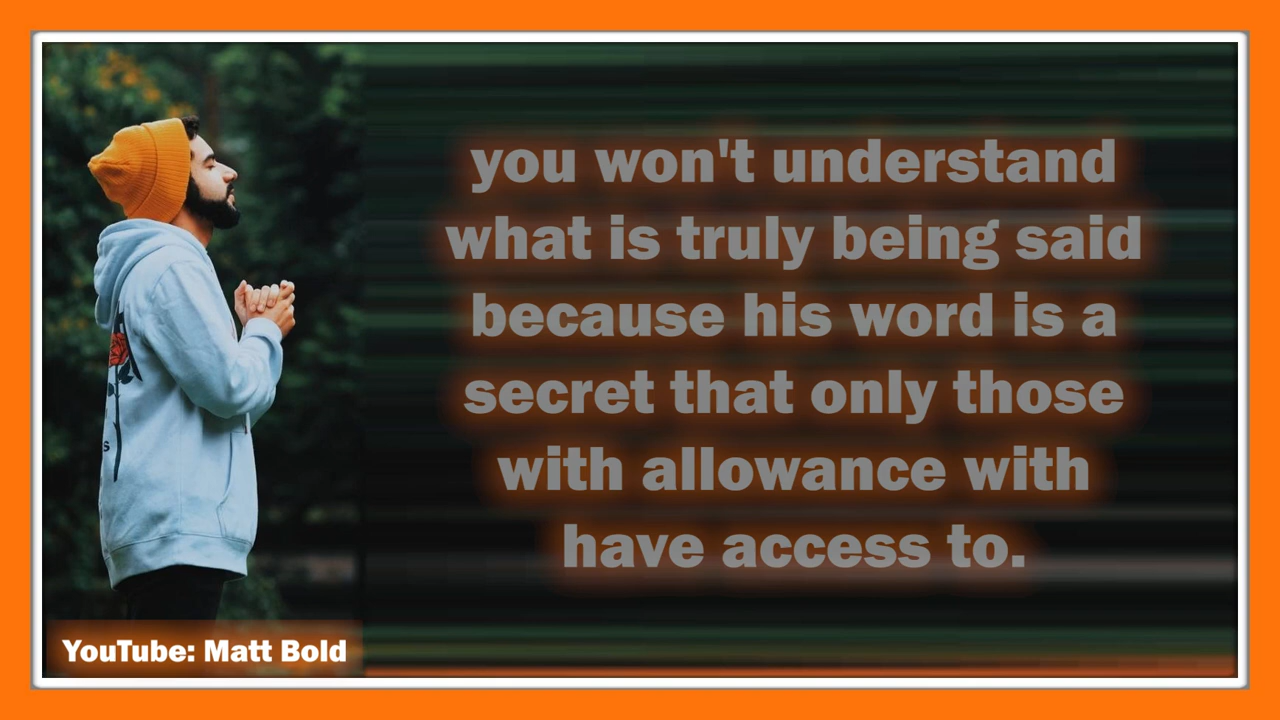 you won't understand
what is truly being said
because his word is a
secret that only those
with allowance with
have access to.
s
YouTube: Matt Bold